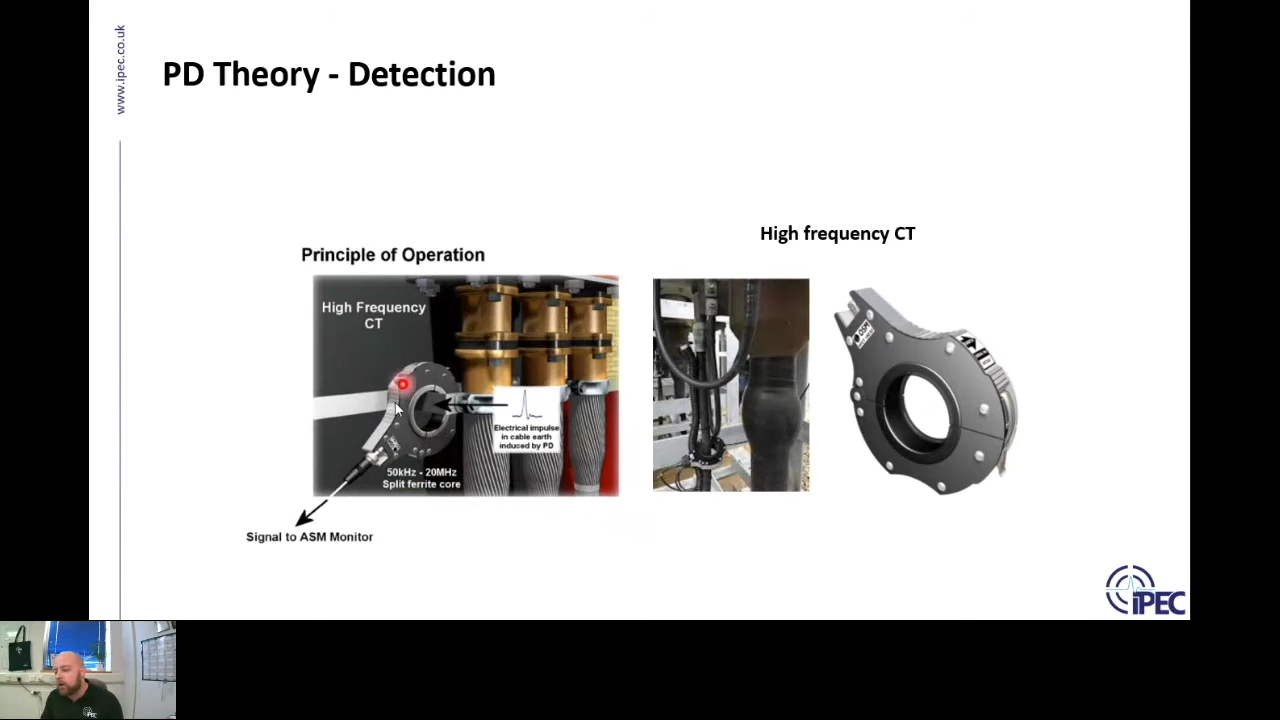 www.ipec.co.uk
PD Theory - Detection
High frequency CT
Principle of Operation
High Frequency
CT
Electrical impulse
in cable earth
induced by PD
50kHz - 20MHz
Split ferrite core
Signal to ASM Monitor
iPEC
iPEC